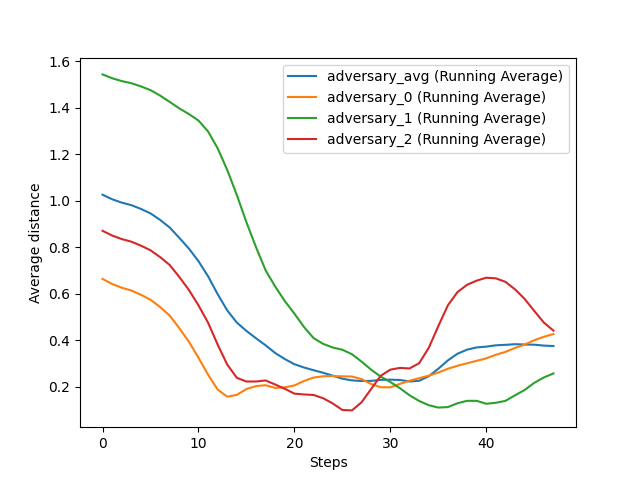 1.6
1.4
1.2
1.0
0.8
0.6
0.4
0.2
Average distance
adversary_avg (Running Average)
adversary_0 (Running Average)
adversary_1 (Running Average)
adversary_2 (Running Average)
0 10 20 30 40
Steps